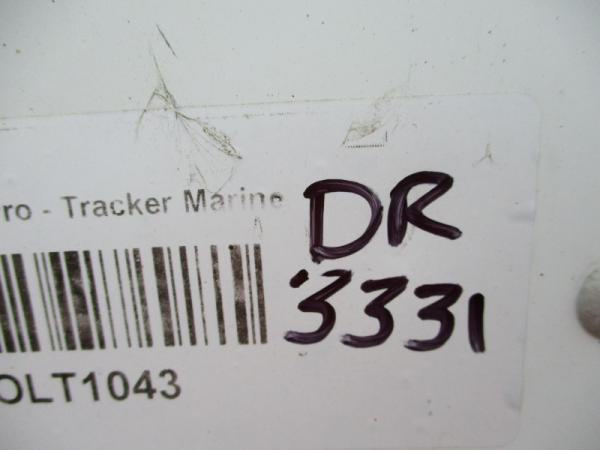 ro - Tracker Marine
DR
3331
OLT1043